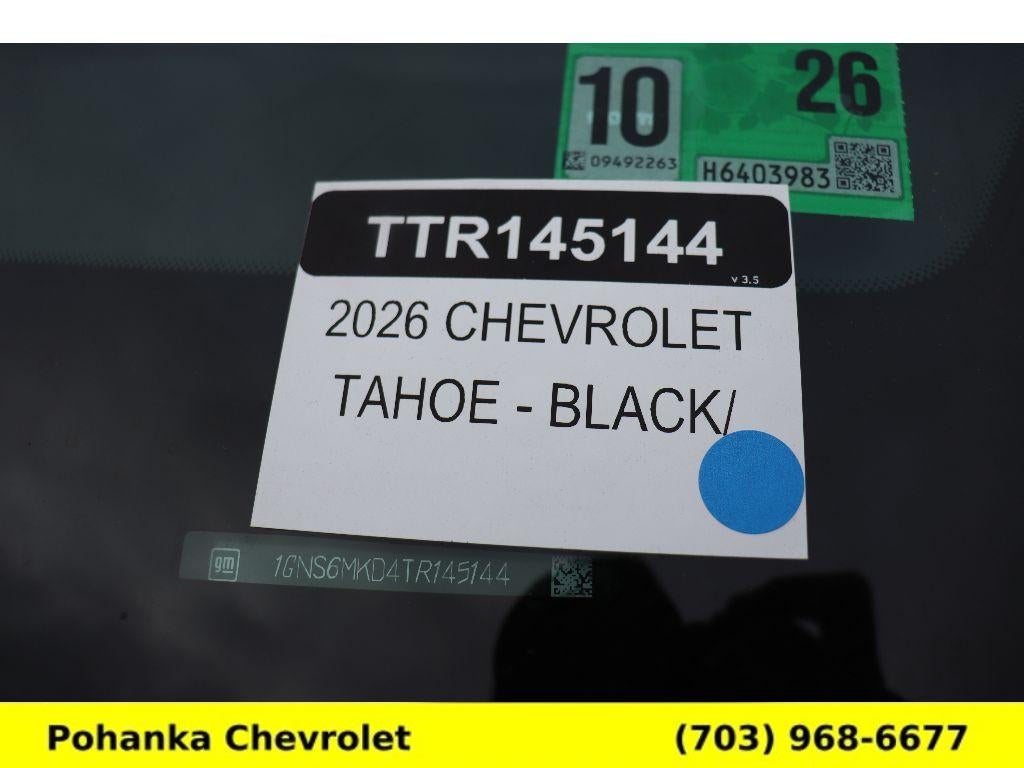 10 26
09492263
H6403983
TTR145144
v 3.5
2026 CHEVROLET
TAHOE - BLACK/
gm 1GNS6MKD4TR145144
Pohanka Chevrolet (703) 968-6677